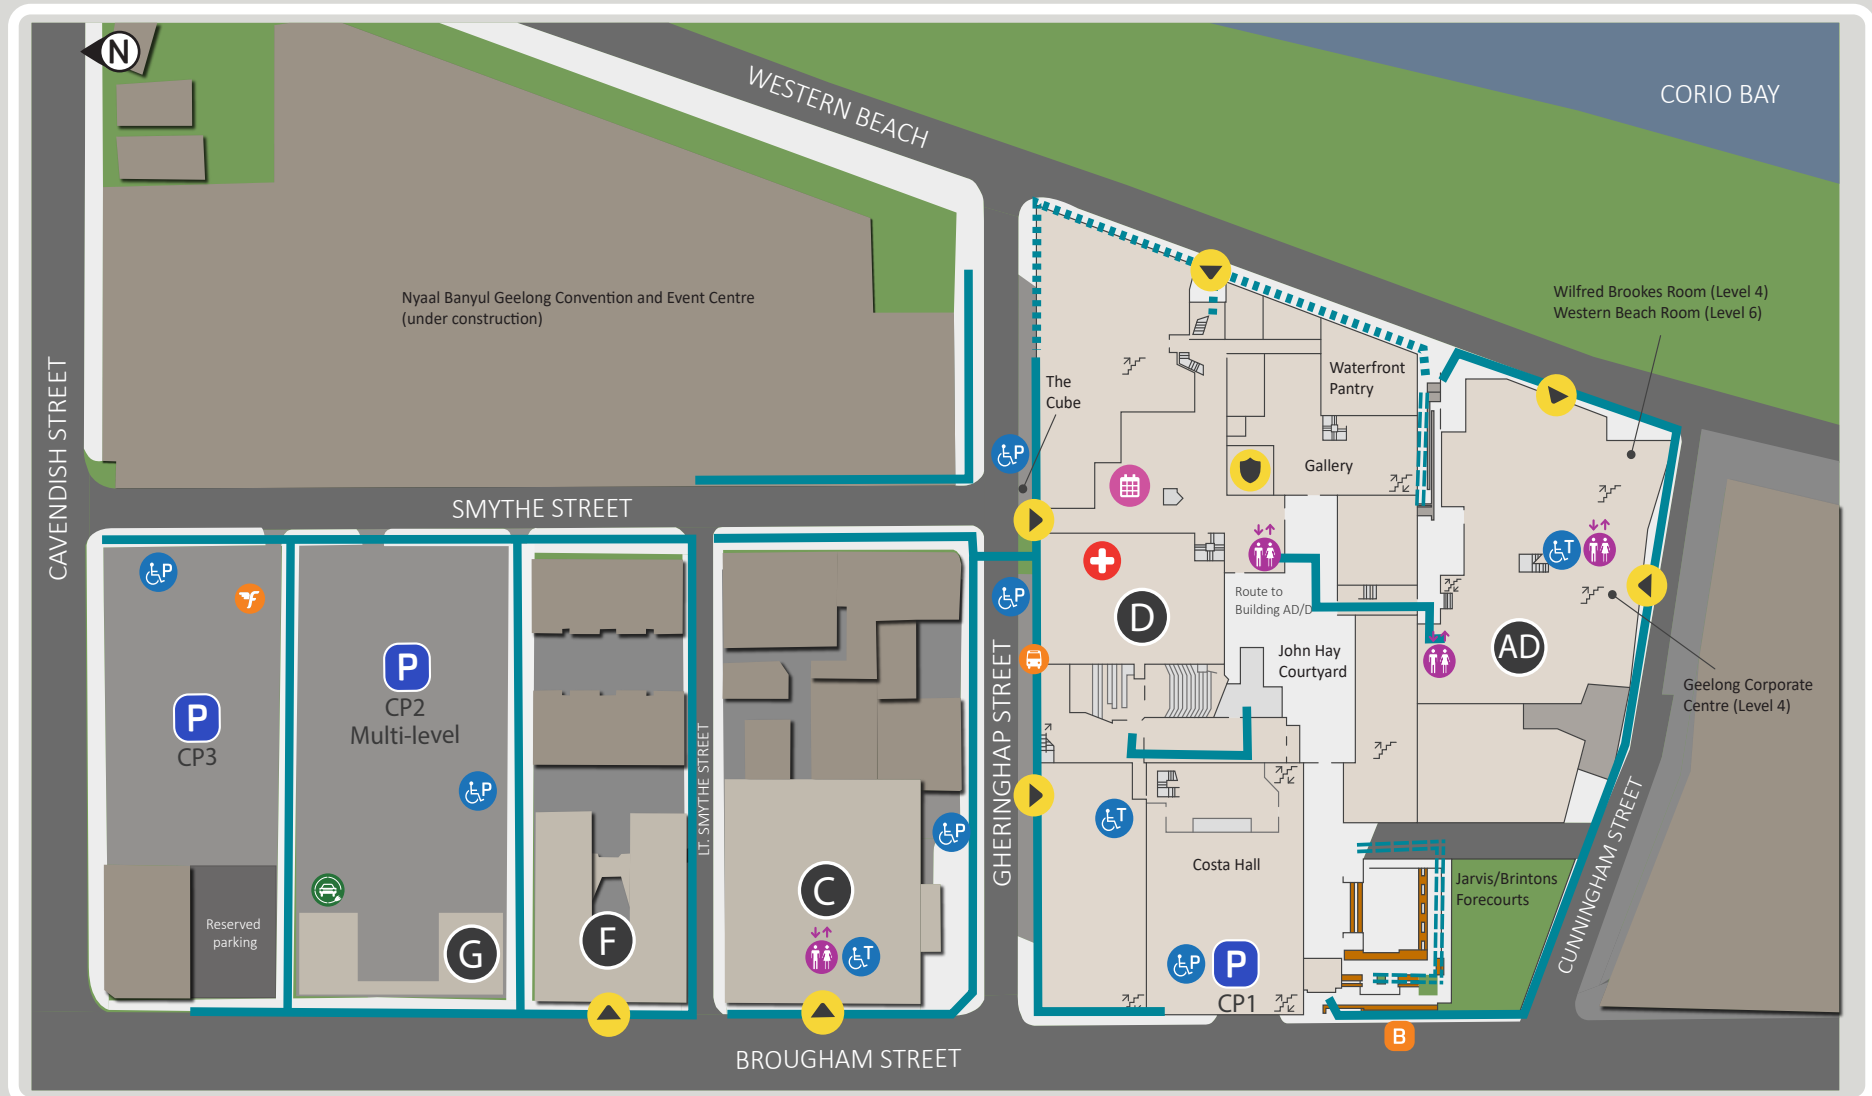 N
WESTERN BEACH
CORIO BAY
Nyaal Banyul Geelong Convention and Event Centre
(under construction)
Wilfred Brookes Room (Level 4)
Western Beach Room (Level 6)
CAVENDISH STREET
The
Cube
Waterfront
Pantry
P
Gallery
SMYTHE STREET
P
T
P
Route to
Building AD/D
D
AD
John Hay
Courtyard
P
CP2
Multi-level
P
CP3
LT. SMYTHE STREET
GHERINGHAP STREET
Geelong Corporate
Centre (Level 4)
P
P
T
Costa Hall
Jarvis/Brintons
Forecourts
CUNNINGHAM STREET
C
F
G
Reserved
parking
T
P
P
CP1
B
BROUGHAM STREET